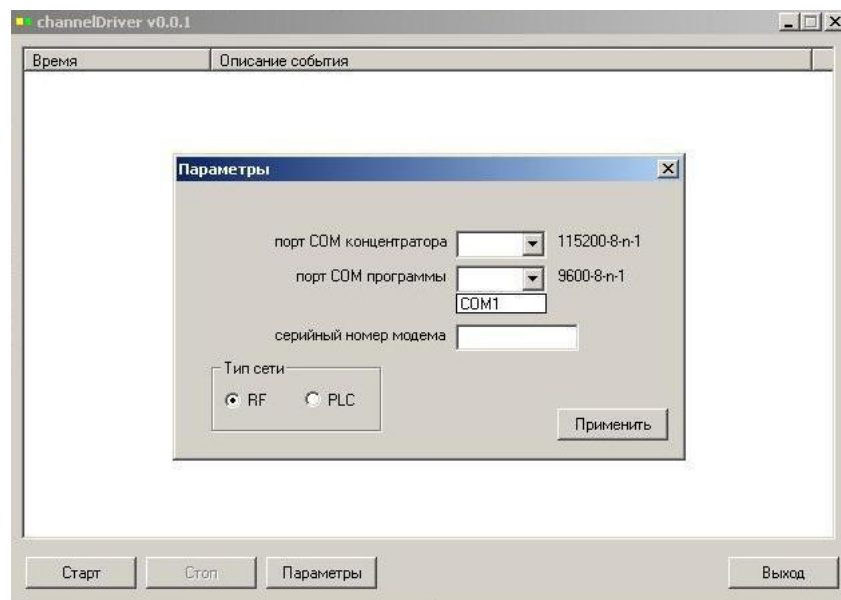 channelDriver v0.0.1
Время Описание события
Параметры
порт COM концентратора 115200-8-n-1
порт COM программы 9600-8-n-1
COM1
серийный номер модема
Тип сети
RF PLC
Применить
Старт Стоп Параметры Выход